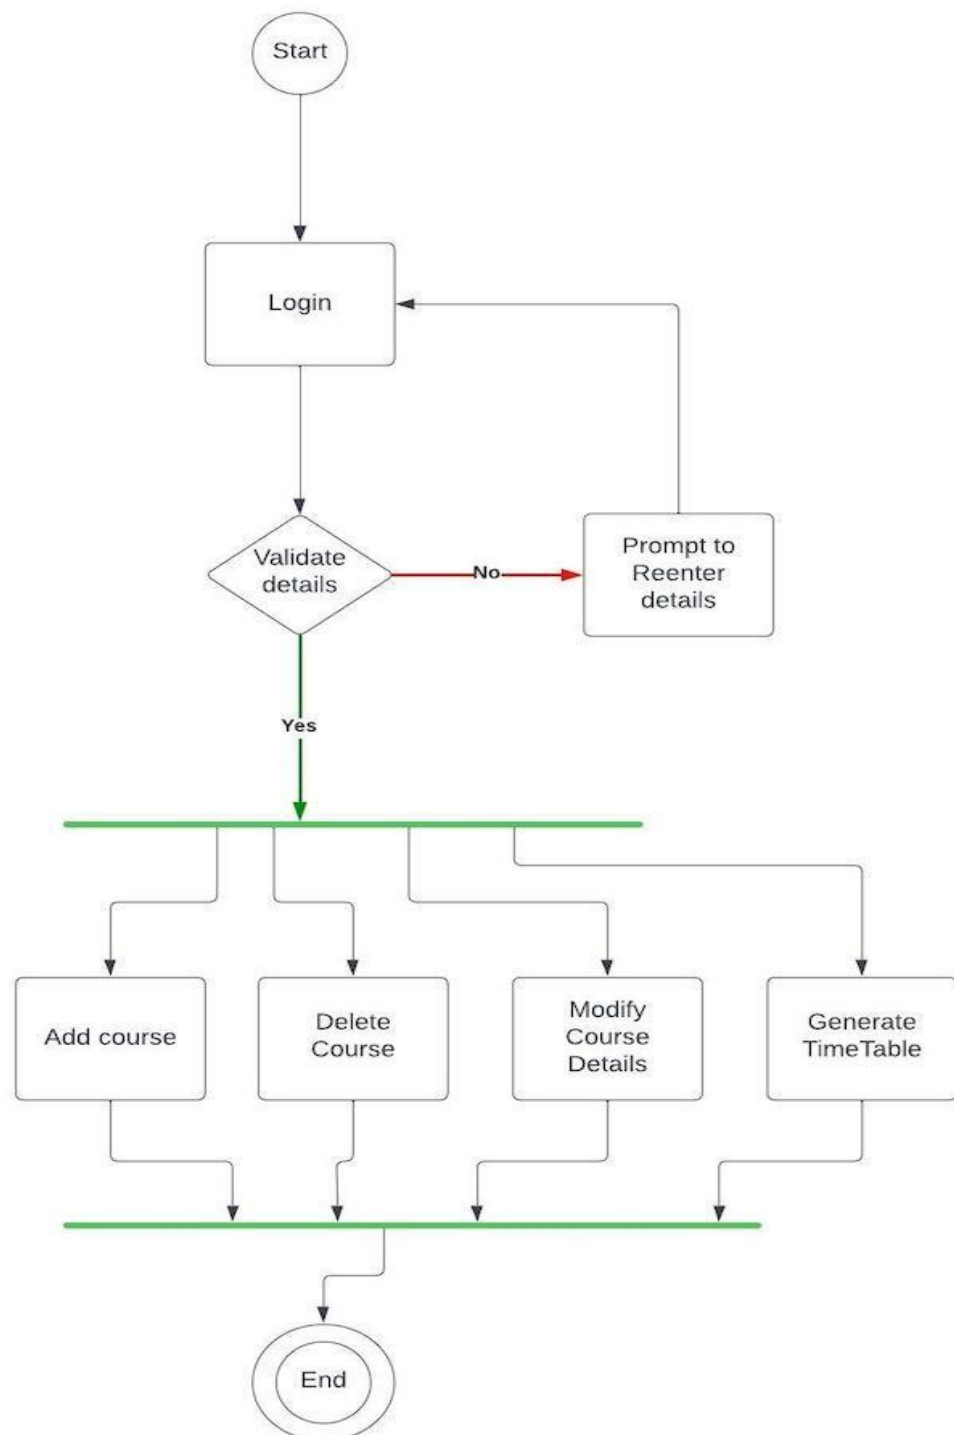 Start
Login
Validate
details
No
Prompt to
Reenter
details
Yes
Add course
Delete
Course
Modify
Course
Details
Generate
TimeTable
End